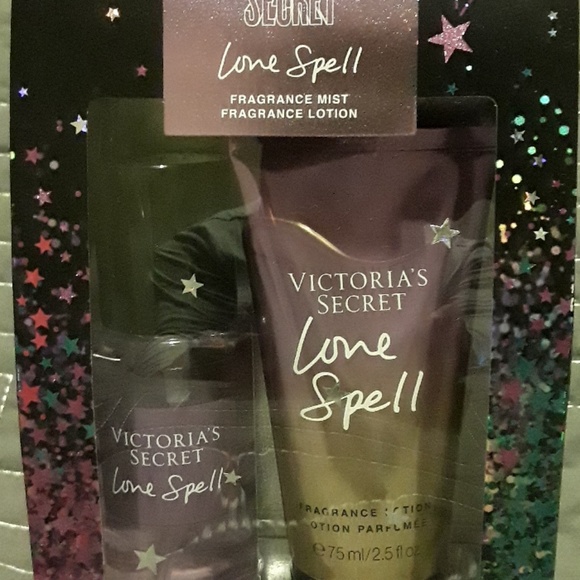 SECRET
Love Spell
FRAGRANCE MIST
FRAGRANCE LOTION
VICTORIA'S
SECRET
Love
Spell
FRAGRANCE LOTION
LOTION PARFUMÉE
℮ 75 ml/2.5 fl oz
VICTORIA'S
SECRET
Love Spell